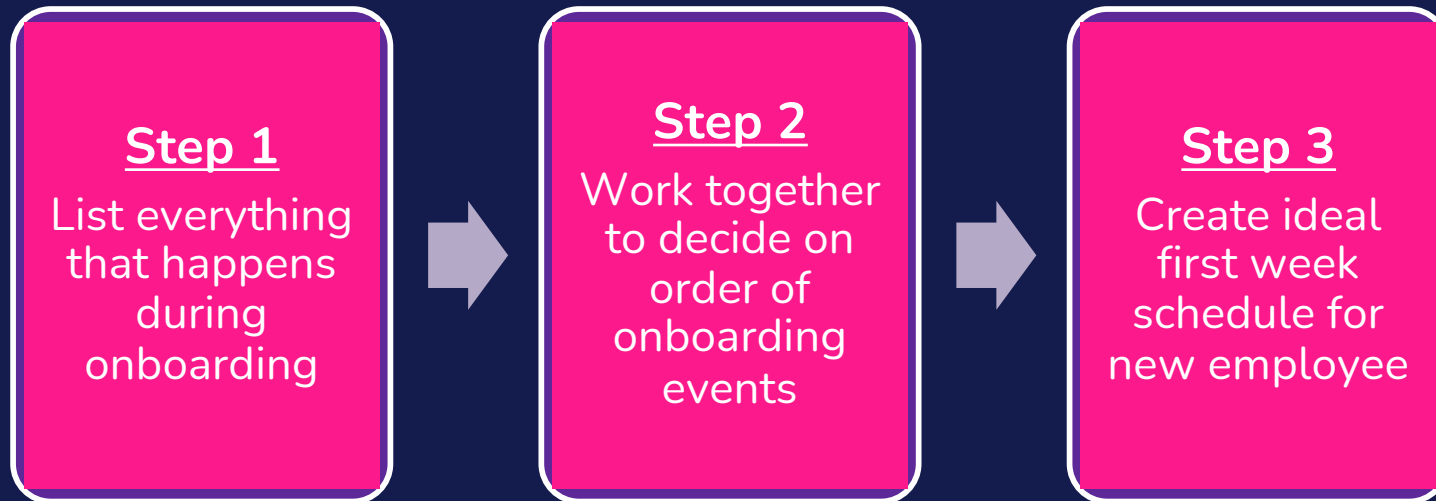 Step 1
List everything
that happens
during
onboarding
Step 2
Work together
to decide on
order of
onboarding
events
Step 3
Create ideal
first week
schedule for
new employee